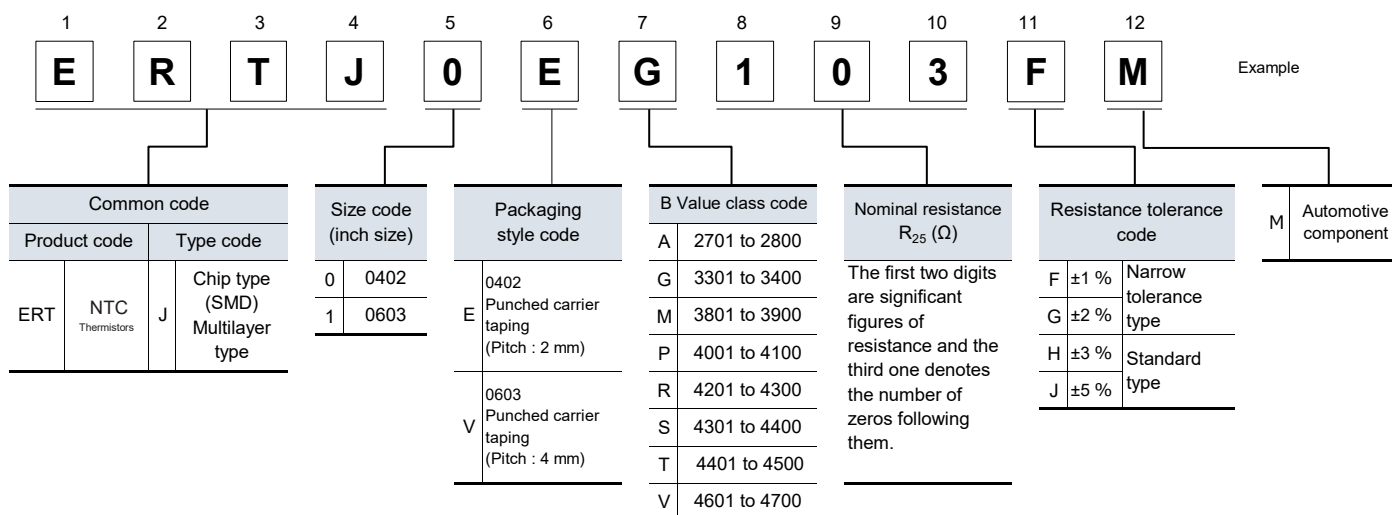 1 2 3 4 5 6 7 8 9 10 11 12
E R T J 0 E G 1 0 3 F M Example
Common code
Product code Type code
ERT NTC
Thermistors
J Chip type
(SMD)
Multilayer
type
Size code
(inch size)
0 0402
1 0603
Packaging
style code
E 0402
Punched carrier
taping
(Pitch : 2 mm)
V 0603
Punched carrier
taping
(Pitch : 4 mm)
B Value class code
A 2701 to 2800
G 3301 to 3400
M 3801 to 3900
P 4001 to 4100
R 4201 to 4300
S 4301 to 4400
T 4401 to 4500
V 4601 to 4700
Nominal resistance
R25 (Ω)
The first two digits
are significant
figures of
resistance and the
third one denotes
the number of
zeros following
them.
Resistance tolerance
code
F ±1 % Narrow
tolerance
type
G ±2 %
H ±3 % Standard
type
J ±5 %
M Automotive
component